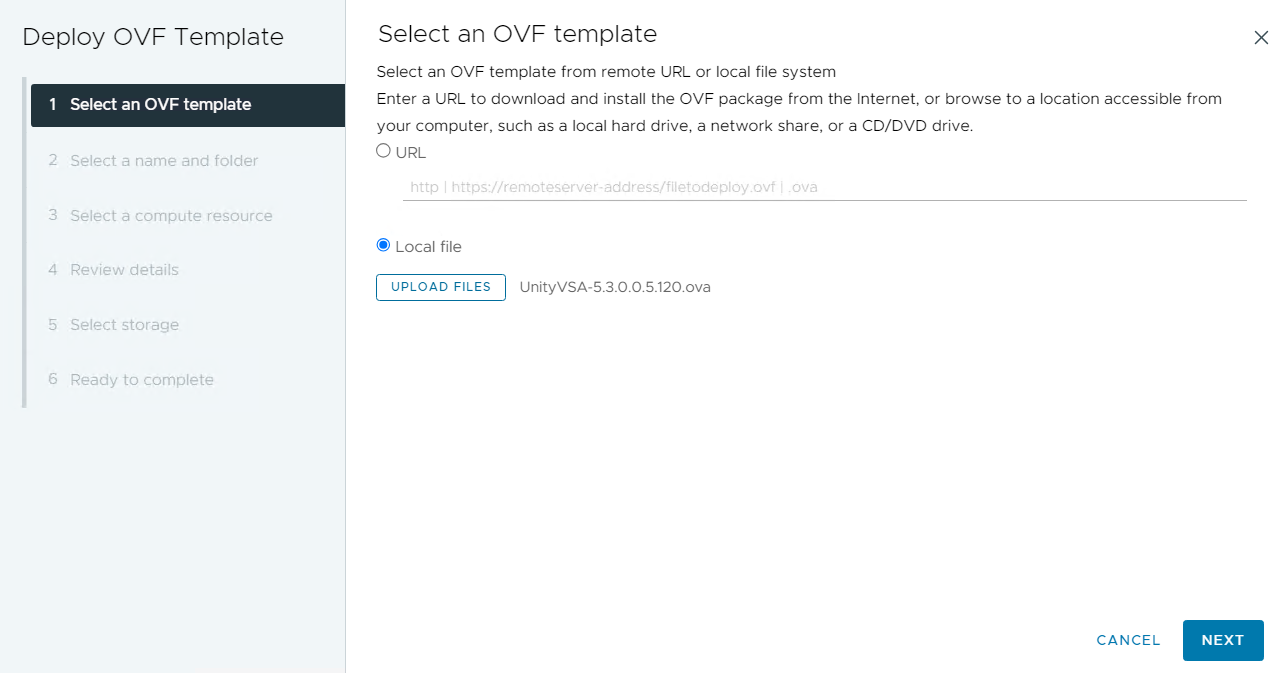 Deploy OVF Template
1 Select an OVF template
2 Select a name and folder
3 Select a compute resource
4 Review details
5 Select storage
6 Ready to complete
Select an OVF template
Select an OVF template from remote URL or local file system
Enter a URL to download and install the OVF package from the Internet, or browse to a location accessible from
your computer, such as a local hard drive, a network share, or a CD/DVD drive.
URL
http | https://remoteserver-address/filetodeploy.ovf | .ova
Local file
UPLOAD FILES UnityVSA-5.3.0.0.5.120.ova
CANCEL NEXT